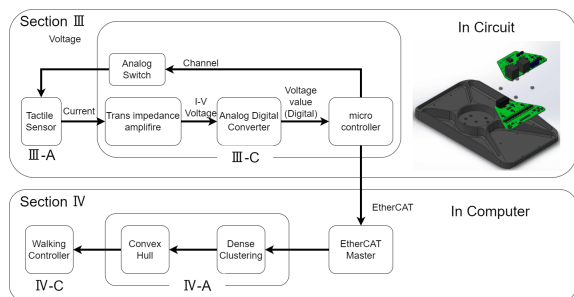 Section Ⅲ
In Circuit
Voltage
Analog
Switch
Channel
Tactile
Sensor
Current
Trans impedance
amplifire
I-V
Voltage
Analog Digital
Converter
Voltage
value
(Digital)
micro
controller
Ⅲ-A
Ⅲ-C
EtherCAT
Section Ⅳ
In Computer
Walking
Controller
Convex
Hull
Dense
Clustering
EtherCAT
Master
Ⅳ-C
Ⅳ-A